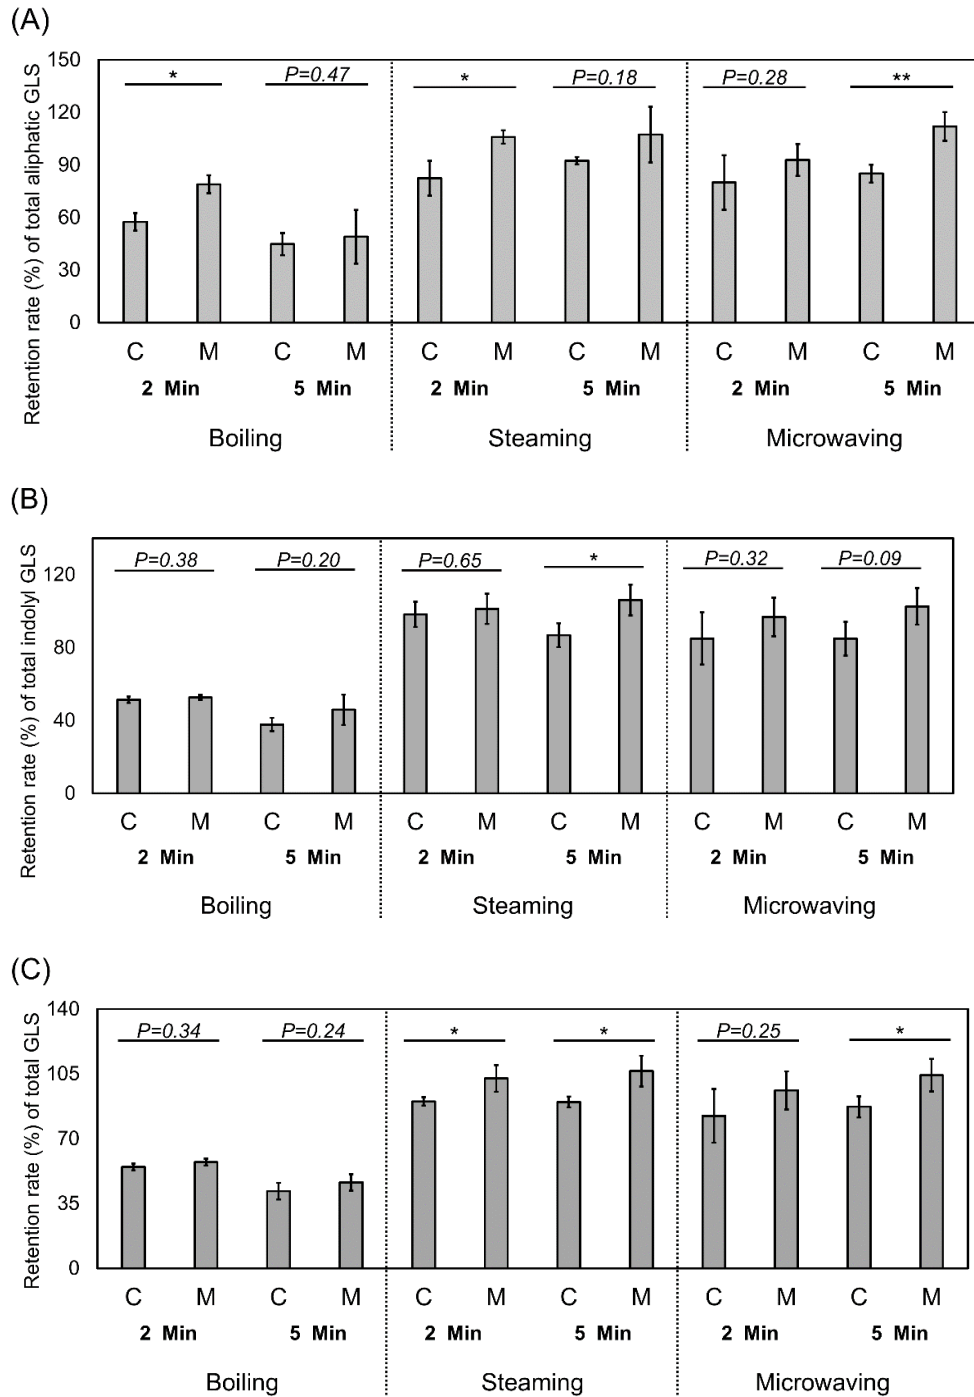 (A)
Retention rate (%) of total aliphatic GLS
150
120
90
60
30
0
* P=0.47 * P=0.18 P=0.28 **
C M C M C M C M C M C M
2 Min 5 Min 2 Min 5 Min 2 Min 5 Min
Boiling Steaming Microwaving
(B)
Retention rate (%) of total indolyl GLS
120
80
40
0
P=0.38 P=0.20 P=0.65 * P=0.32 P=0.09
C M C M C M C M C M C M
2 Min 5 Min 2 Min 5 Min 2 Min 5 Min
Boiling Steaming Microwaving
(C)
Retention rate (%) of total GLS
140
105
70
35
0
P=0.34 P=0.24 * * P=0.25 *
C M C M C M C M C M C M
2 Min 5 Min 2 Min 5 Min 2 Min 5 Min
Boiling Steaming Microwaving